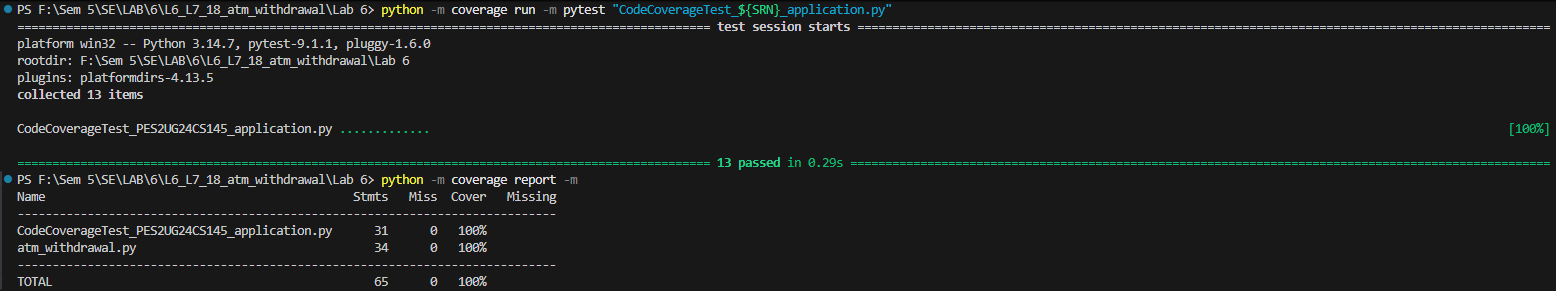 PS F:\Sem 5\SE\LAB\6\L6_L7_18_atm_withdrawal\Lab 6> python -m coverage run -m pytest "CodeCoverageTest_${SRN}_application.py"
=================================================================================================== test session starts ===================================================================================================
platform win32 -- Python 3.14.7, pytest-9.1.1, pluggy-1.6.0
rootdir: F:\Sem 5\SE\LAB\6\L6_L7_18_atm_withdrawal\Lab 6
plugins: platformdirs-4.13.5
collected 13 items
CodeCoverageTest_PES2UG24CS145_application.py ............. [100%]
=================================================================================================== 13 passed in 0.29s ====================================================================================================
PS F:\Sem 5\SE\LAB\6\L6_L7_18_atm_withdrawal\Lab 6> python -m coverage report -m
Name                                            Stmts   Miss  Cover   Missing
-----------------------------------------------------------------------------
CodeCoverageTest_PES2UG24CS145_application.py      31      0   100%
atm_withdrawal.py                                  34      0   100%
-----------------------------------------------------------------------------
TOTAL                                              65      0   100%